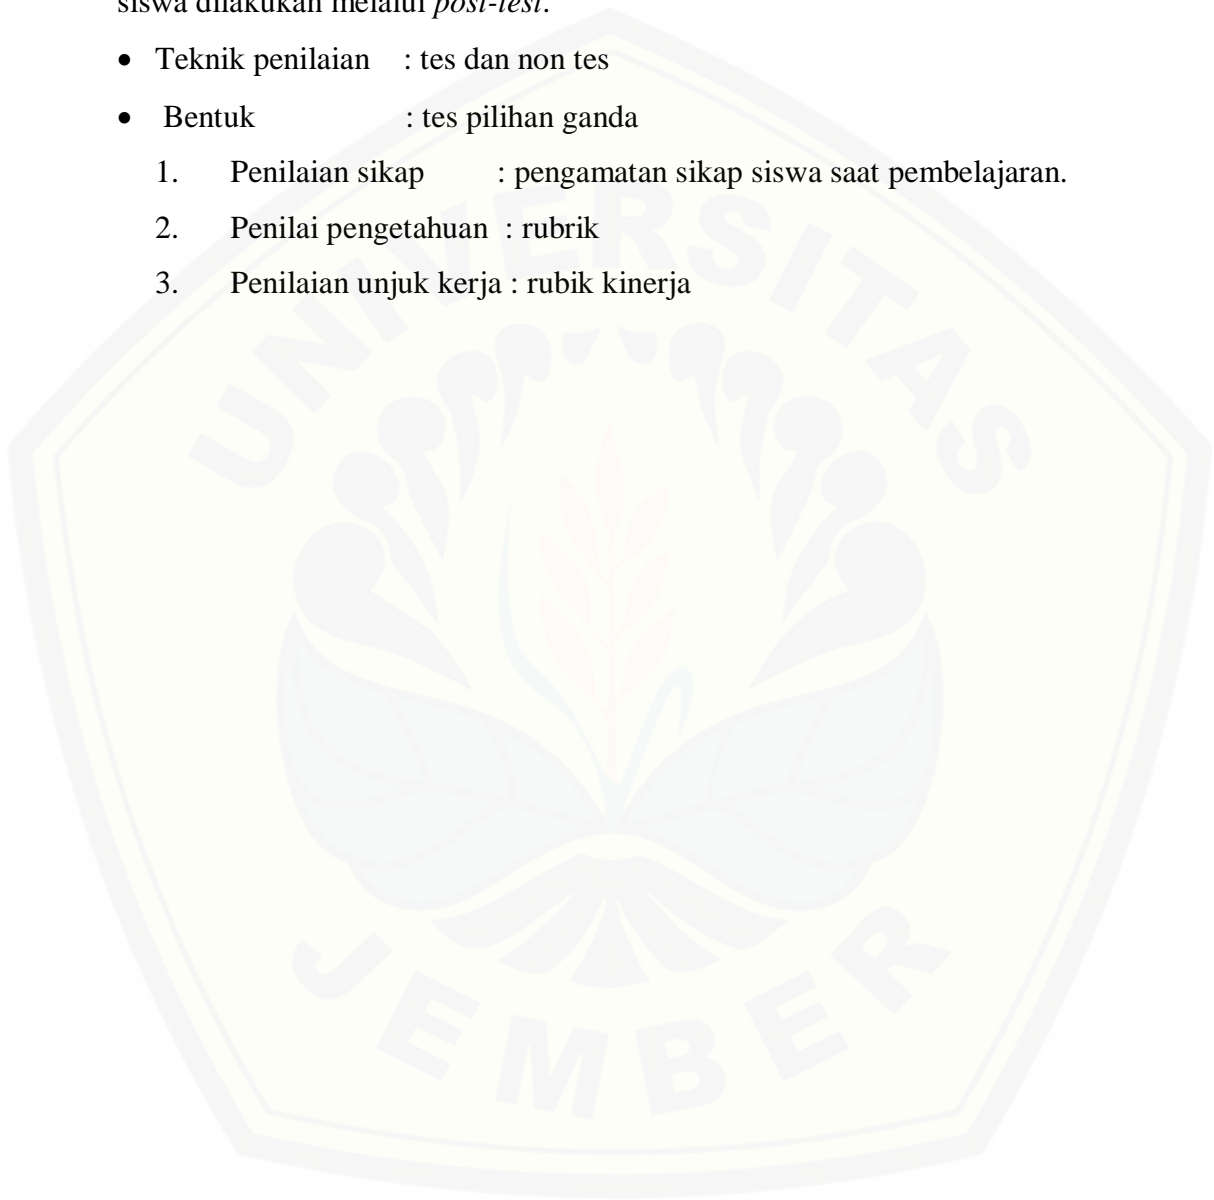 siswa dilakukan melalui post-test.
• Teknik penilaian : tes dan non tes
• Bentuk : tes pilihan ganda
1. Penilaian sikap : pengamatan sikap siswa saat pembelajaran.
2. Penilai pengetahuan : rubrik
3. Penilaian unjuk kerja : rubik kinerja
UNIVERSITAS
JEMBER